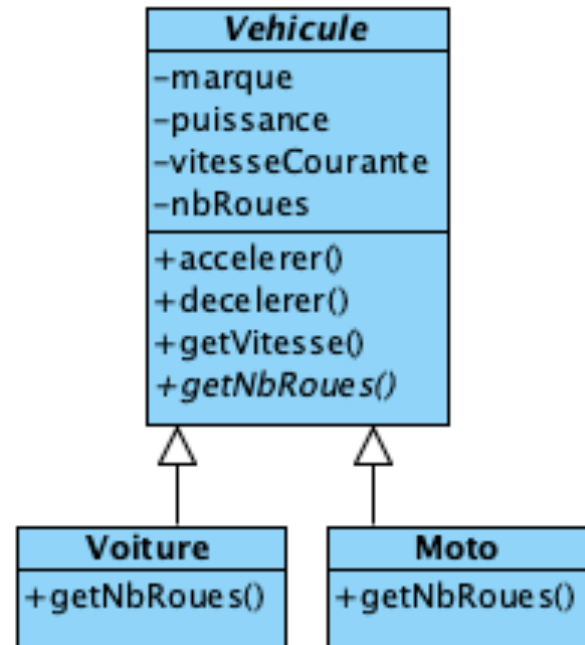 Vehicule
-marque
-puissance
-vitesseCourante
-nbRoues
+accelerer()
+decelerer()
+getVitesse()
+getNbRoues()
Voiture
+getNbRoues()
Moto
+getNbRoues()